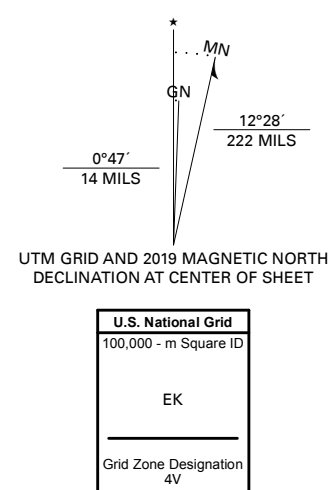 ★
MN
GN
12°28´
222 MILS
0°47´
14 MILS
UTM GRID AND 2019 MAGNETIC NORTH
DECLINATION AT CENTER OF SHEET
U.S. National Grid
100,000 - m Square ID
EK
Grid Zone Designation
4V